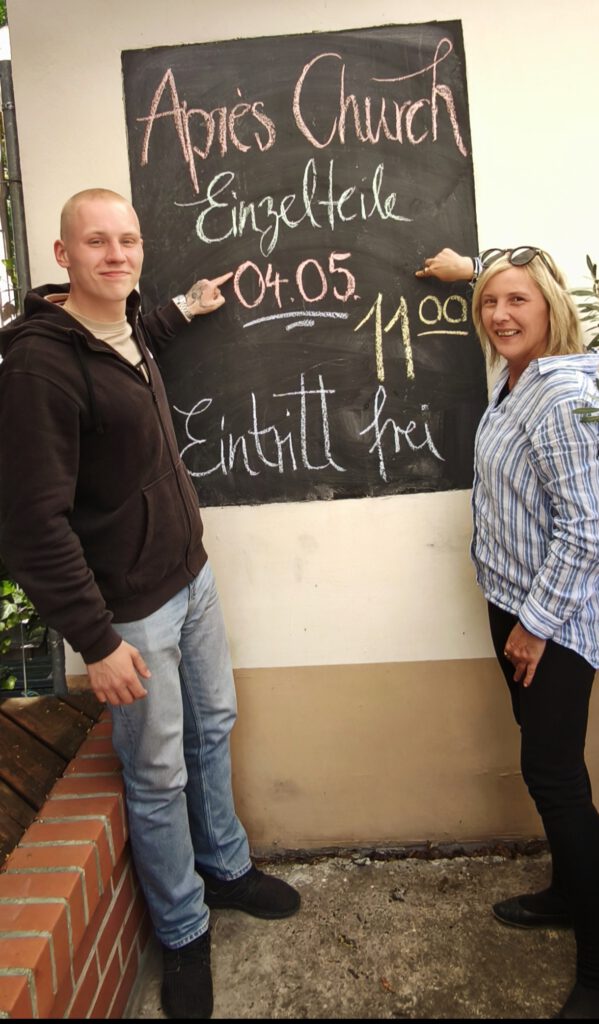 Après Church
Einzelteile
04.05.
11 00
Eintritt frei